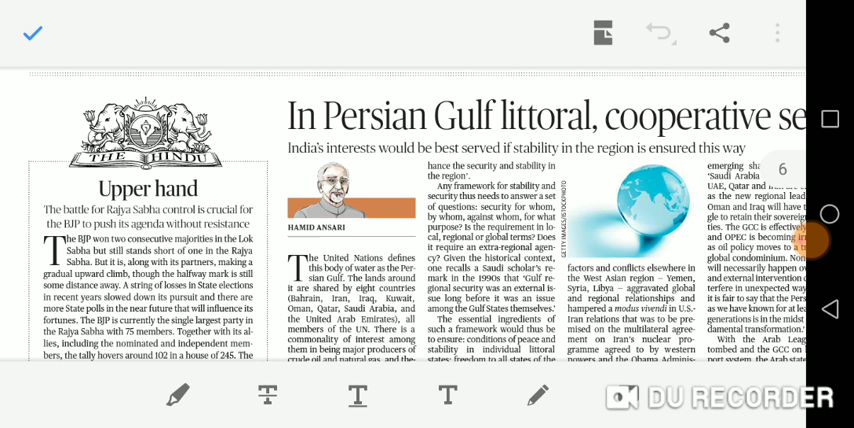 THE HINDU
Upper hand
The battle for Rajya Sabha control is crucial for
the BJP to push its agenda without resistance
The BJP won two consecutive majorities in the Lok
Sabha but still stands short of one in the Rajya
Sabha. But it is, along with its partners, making a
gradual upward climb, though the halfway mark is still
some distance away. A string of losses in State elections
in recent years slowed down its pursuit and there are
more State polls in the near future that will influence its
fortunes. The BJP is currently the single largest party in
the Rajya Sabha with 75 members. Together with its al-
lies, including the nominated and independent mem-
bers, the tally hovers around 102 in a house of 245. The
In Persian Gulf littoral, cooperative se
India's interests would be best served if stability in the region is ensured this way
HAMID ANSARI
The United Nations defines
this body of water as the Per-
sian Gulf. The lands around
it are shared by eight countries
(Bahrain, Iran, Iraq, Kuwait,
Oman, Qatar, Saudi Arabia, and
the United Arab Emirates), all
members of the UN. There is a
commonality of interest among
them in being major producers of
crude oil and natural gas, and the-
hance the security and stability in
the region'.
Any framework for stability and
security thus needs to answer a set
of questions: security for whom,
by whom, against whom, for what
purpose? Is the requirement in lo-
cal, regional or global terms? Does
it require an extra-regional agen-
cy? Given the historical context,
one recalls a Saudi scholar's re-
mark in the 1990s that 'Gulf re-
gional security was an external is-
sue long before it was an issue
among the Gulf States themselves.'
The essential ingredients of
such a framework would thus be
to ensure: conditions of peace and
stability in individual littoral
states; freedom to all states of the
GETTY IMAGES/ISTOCKPHOTO
factors and conflicts elsewhere in
the West Asian region – Yemen,
Syria, Libya – aggravated global
and regional relationships and
hampered a modus vivendi in U.S.-
Iran relations that was to be pre-
mised on the multilateral agree-
ment on Iran's nuclear pro-
gramme agreed to by western
powers and the Obama Adminis-
emerging sha
'Saudi Arabia
UAE, Qatar and
as the new regional lead
Oman and Iraq will have t
gle to retain their sovereig
ties. The GCC is effectively
and OPEC is becoming
as oil policy moves to a
global condominium. Non
will necessarily happen ov
and external intervention c
terfere in unexpected way
it is fair to say that the Pers
as we have known for at lea
generations is in the midst
damental transformation.'
With the Arab Leag
tombed and the GCC on
port system, the Arab state
6
T
T
T
DU RECORDER